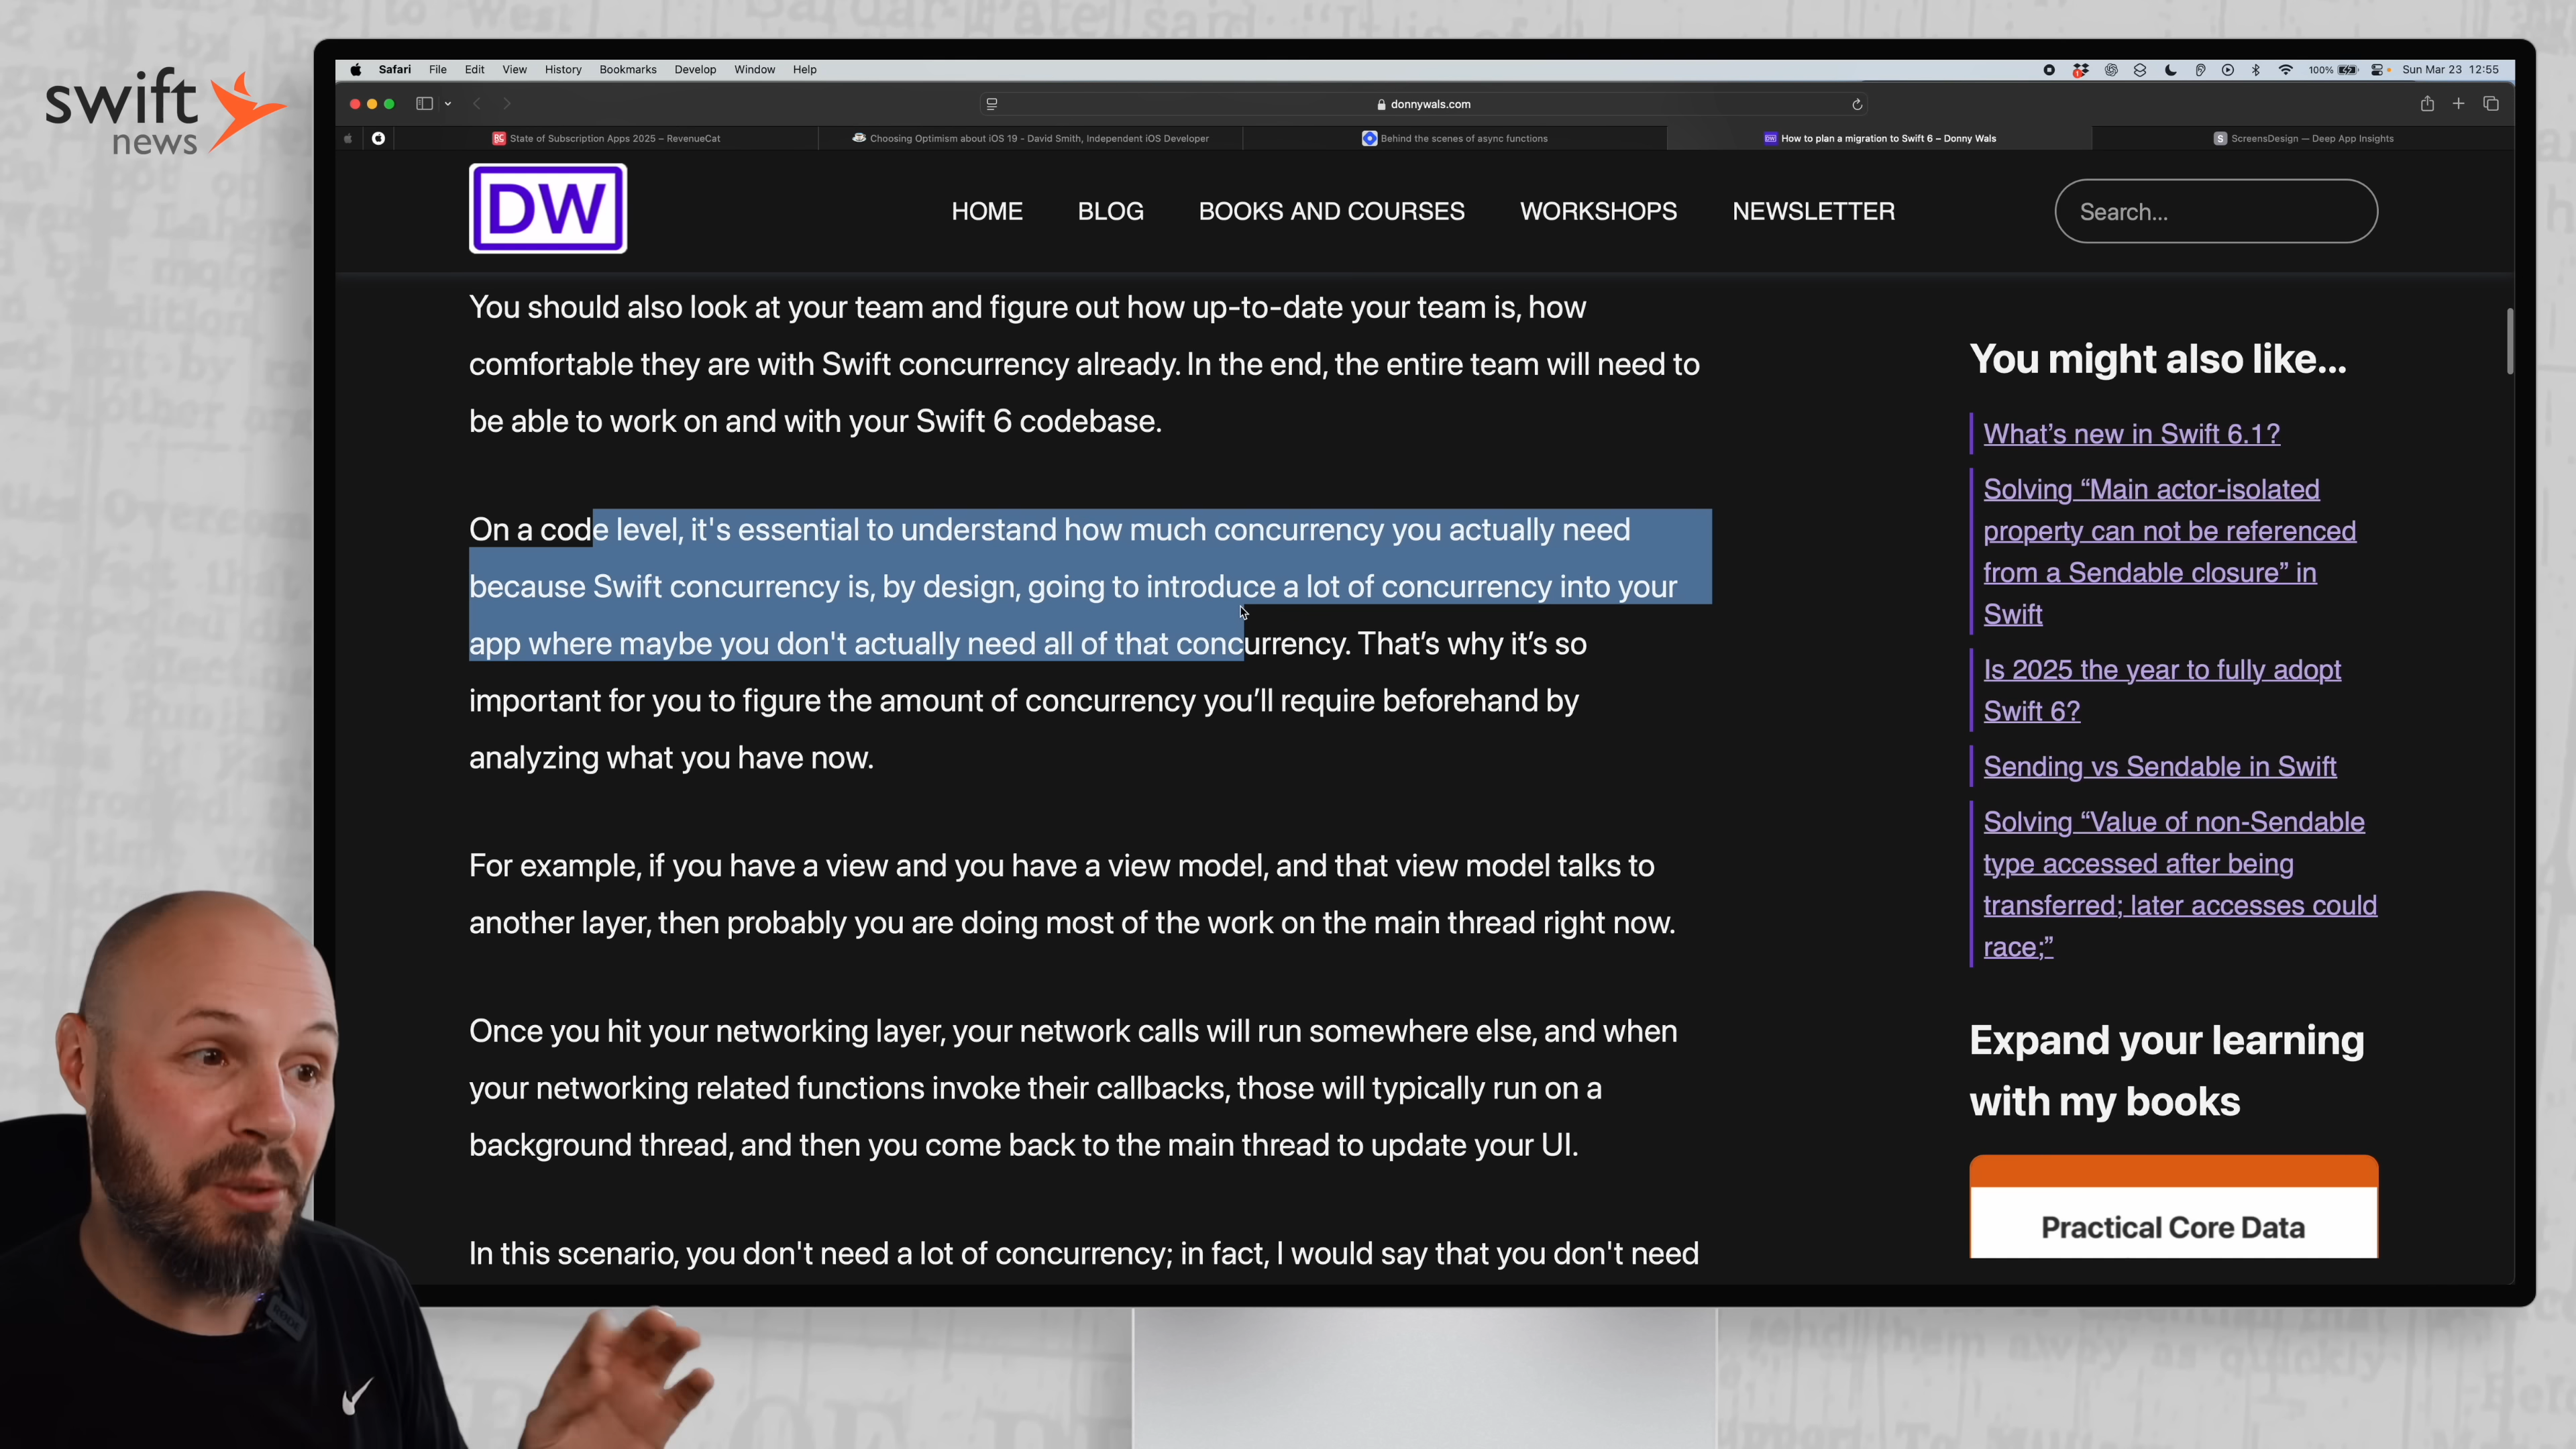 swift
news
Safari File Edit View History Bookmarks Develop Window Help
100% Sun Mar 23 12:55
donnywals.com
State of Subscription Apps 2025 – RevenueCat
Choosing Optimism about iOS 19 - David Smith, Independent iOS Developer
Behind the scenes of async functions
How to plan a migration to Swift 6 – Donny Wals
ScreensDesign — Deep App Insights
DW
HOME BLOG BOOKS AND COURSES WORKSHOPS NEWSLETTER
Search...
You should also look at your team and figure out how up-to-date your team is, how
comfortable they are with Swift concurrency already. In the end, the entire team will need to
be able to work on and with your Swift 6 codebase.
On a code level, it's essential to understand how much concurrency you actually need
because Swift concurrency is, by design, going to introduce a lot of concurrency into your
app where maybe you don't actually need all of that concurrency. That’s why it’s so
important for you to figure the amount of concurrency you’ll require beforehand by
analyzing what you have now.
For example, if you have a view and you have a view model, and that view model talks to
another layer, then probably you are doing most of the work on the main thread right now.
Once you hit your networking layer, your network calls will run somewhere else, and when
your networking related functions invoke their callbacks, those will typically run on a
background thread, and then you come back to the main thread to update your UI.
In this scenario, you don't need a lot of concurrency; in fact, I would say that you don't need
You might also like...
What’s new in Swift 6.1?
Solving “Main actor-isolated
property can not be referenced
from a Sendable closure” in
Swift
Is 2025 the year to fully adopt
Swift 6?
Sending vs Sendable in Swift
Solving “Value of non-Sendable
type accessed after being
transferred; later accesses could
race;”
Expand your learning
with my books
Practical Core Data